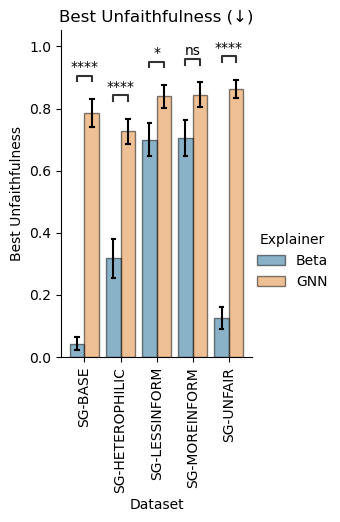 Best Unfaithfulness (↓)
1.0
0.8
0.6
0.4
0.2
0.0
Best Unfaithfulness
****
****
*
ns
****
Explainer
Beta
GNN
SG-BASE
SG-HETEROPHILIC
SG-LESSINFORM
SG-MOREINFORM
SG-UNFAIR
Dataset